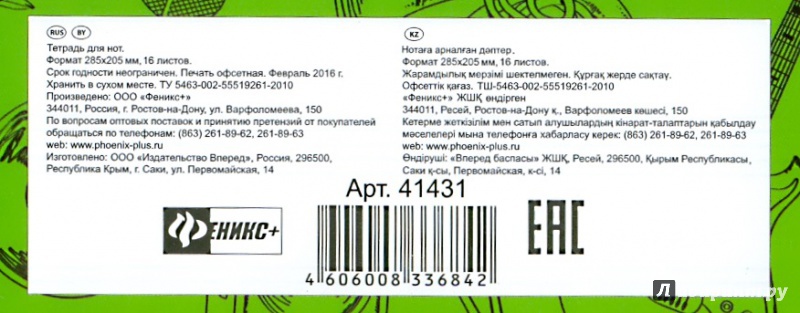 RUS BY
Тетрадь для нот.
Формат 285х205 мм, 16 листов.
Срок годности неограничен. Печать офсетная. Февраль 2016 г.
Хранить в сухом месте. ТУ 5463-002-55519261-2010
Произведено: ООО «Феникс+»
344011, Россия, г. Ростов-на-Дону, ул. Варфоломеева, 150
По вопросам оптовых поставок и принятию претензий от покупателей
обращаться по телефонам: (863) 261-89-62, 261-89-63
web: www.phoenix-plus.ru
Изготовлено: ООО «Издательство Вперед», Россия, 296500,
Республика Крым, г. Саки, ул. Первомайская, 14
KZ
Нотаға арналған дәптер.
Формат 285х205 мм, 16 листов.
Жарамдылық мерзімі шектелмеген. Құрғақ жерде сақтау.
Офсеттік қағаз. ТШ-5463-002-55519261-2010
«Феникс+» ЖШҚ өндірген
344011, Ресей, Ростов-на-Дону қ., Варфоломеев көшесі, 150
Көтерме жеткізілім мен сатып алушылардың кінарат-талаптарын қабылдау
мәселелері мына телефонға хабарласу керек: (863) 261-89-62, 261-89-63
web: www.phoenix-plus.ru
Өндіруші: «Вперед баспасы» ЖШҚ, Ресей, 296500, Қырым Республикасы,
Саки қ-сы, Первомайская, к-сі, 14
Арт. 41431
ФЕНИКС+
4 606008 336842
ЕАС
Лабиринт.ру